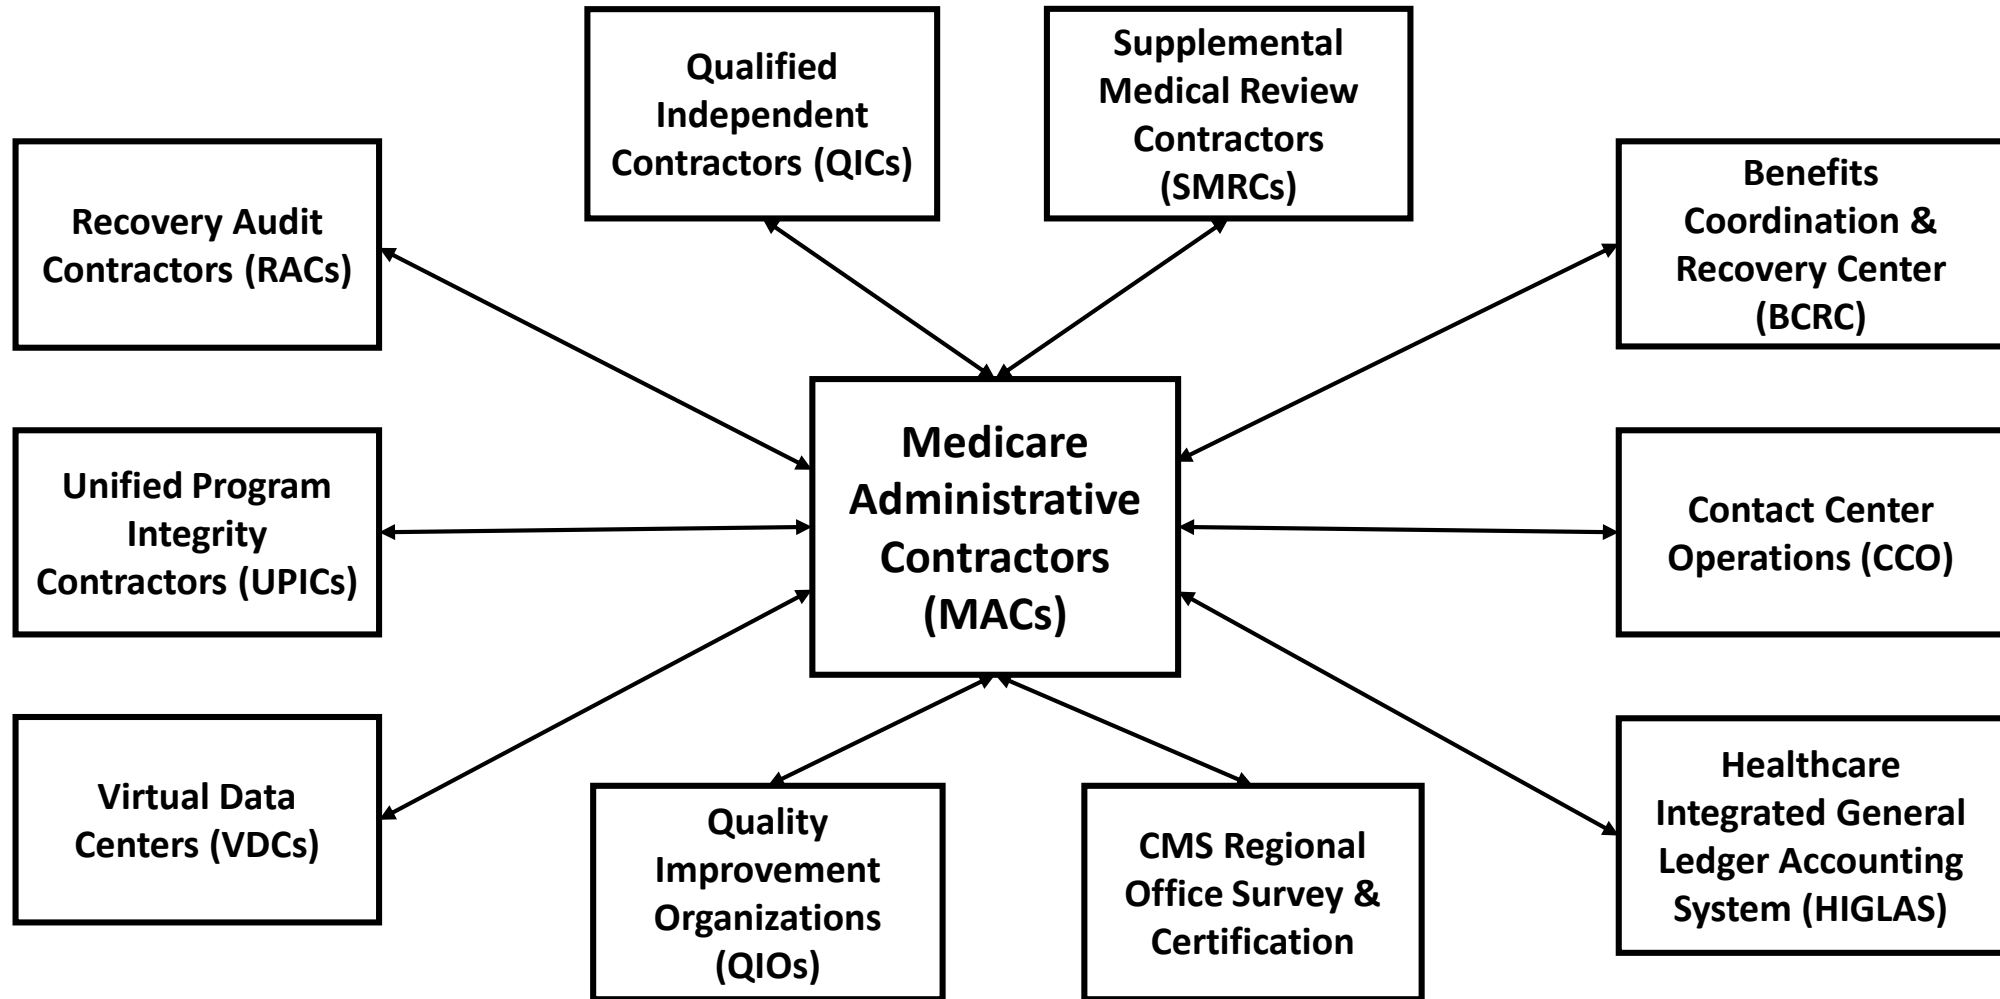 Qualified
Independent
Contractors (QICs)
Supplemental
Medical Review
Contractors
(SMRCs)
Recovery Audit
Contractors (RACs)
Benefits
Coordination &
Recovery Center
(BCRC)
Unified Program
Integrity
Contractors (UPICs)
Medicare
Administrative
Contractors
(MACs)
Contact Center
Operations (CCO)
Virtual Data
Centers (VDCs)
Quality
Improvement
Organizations
(QIOs)
CMS Regional
Office Survey &
Certification
Healthcare
Integrated General
Ledger Accounting
System (HIGLAS)